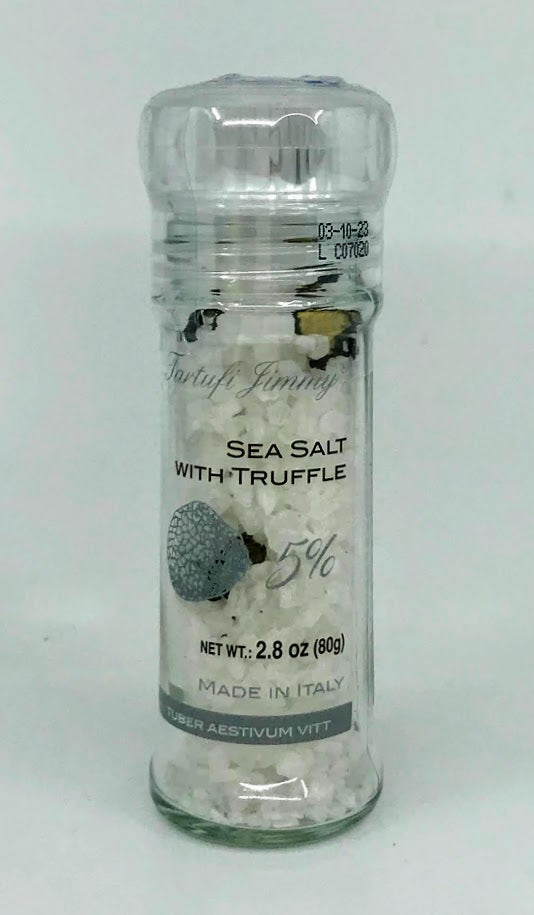 03-10-23
L C07020
Tartufi Jimmy®
SEA SALT
WITH TRUFFLE
5%
NET WT.: 2.8 oz (80g)
MADE IN ITALY
TUBER AESTIVUM VITT